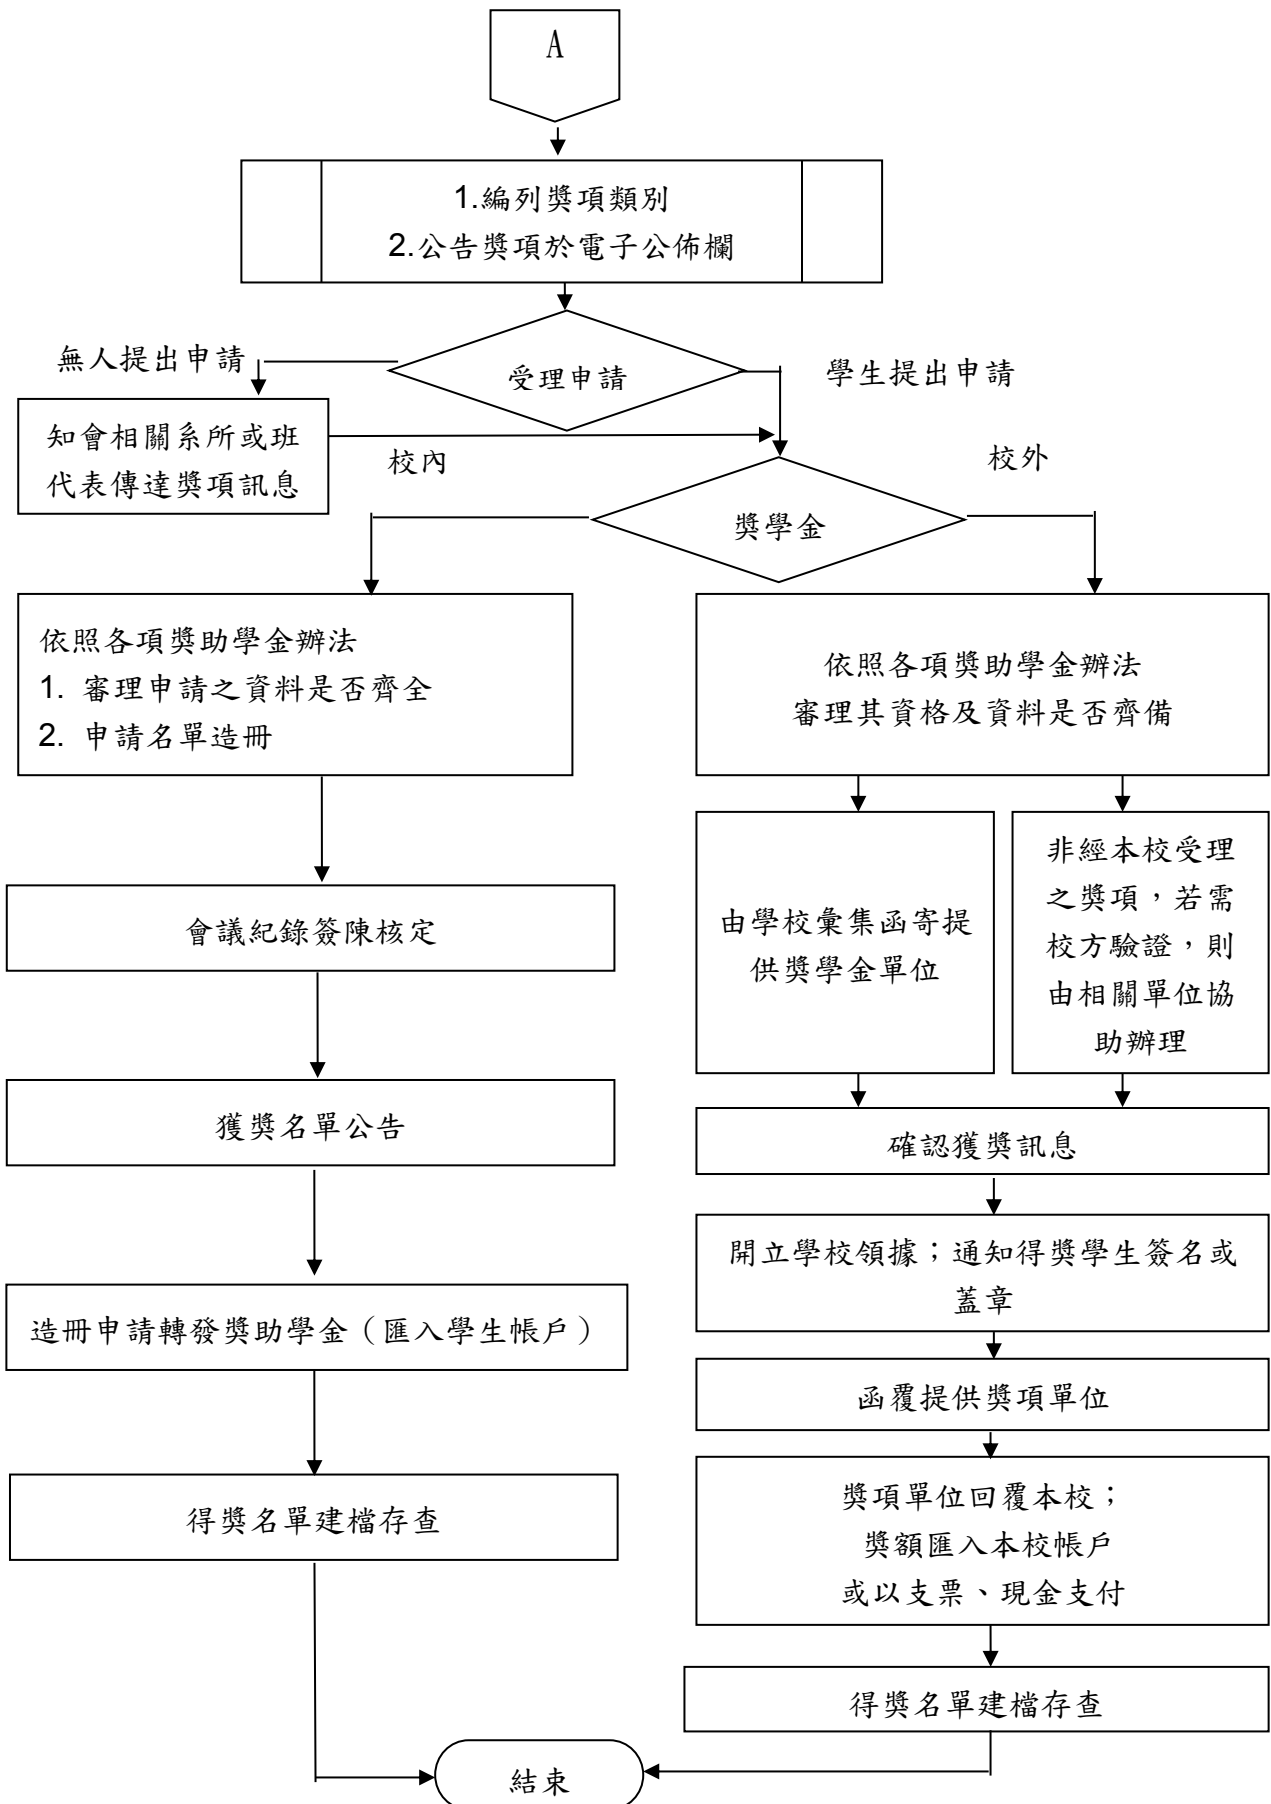 A
1.編列獎項類別
2.公告獎項於電子公佈欄
無人提出申請
受理申請
學生提出申請
知會相關系所或班
代表傳達獎項訊息
校內
校外
獎學金
依照各項獎助學金辦法
1. 審理申請之資料是否齊全
2. 申請名單造冊
依照各項獎助學金辦法
審理其資格及資料是否齊備
由學校彙集函寄提
供獎學金單位
非經本校受理
之獎項，若需
校方驗證，則
由相關單位協
助辦理
會議紀錄簽陳核定
獲獎名單公告
確認獲獎訊息
開立學校領據；通知得獎學生簽名或
蓋章
造冊申請轉發獎助學金（匯入學生帳戶）
函覆提供獎項單位
得獎名單建檔存查
獎項單位回覆本校；
獎額匯入本校帳戶
或以支票、現金支付
得獎名單建檔存查
結束